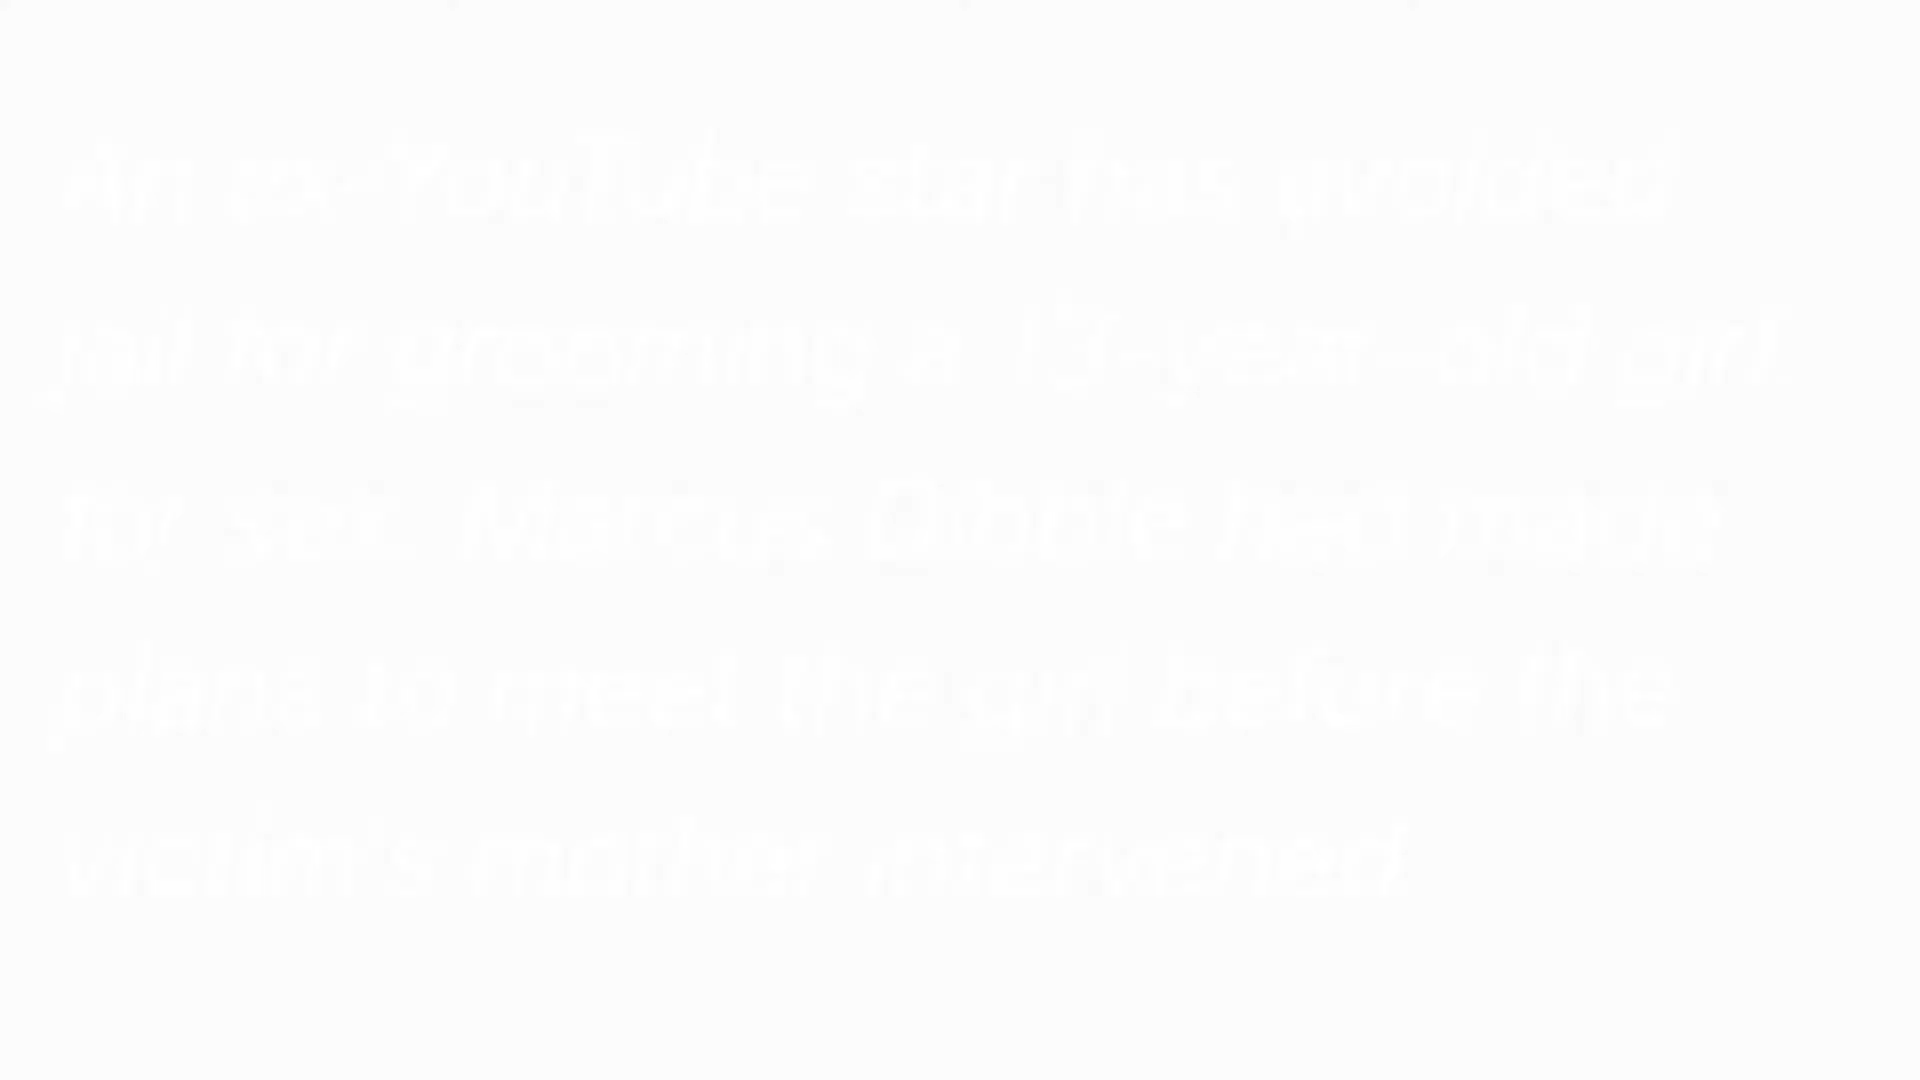 An ex-YouTube star has avoided
jail for grooming a 13-year-old girl
for sex. Marcus Dibble had made
plans to meet the girl before the
victim's mother intervened.